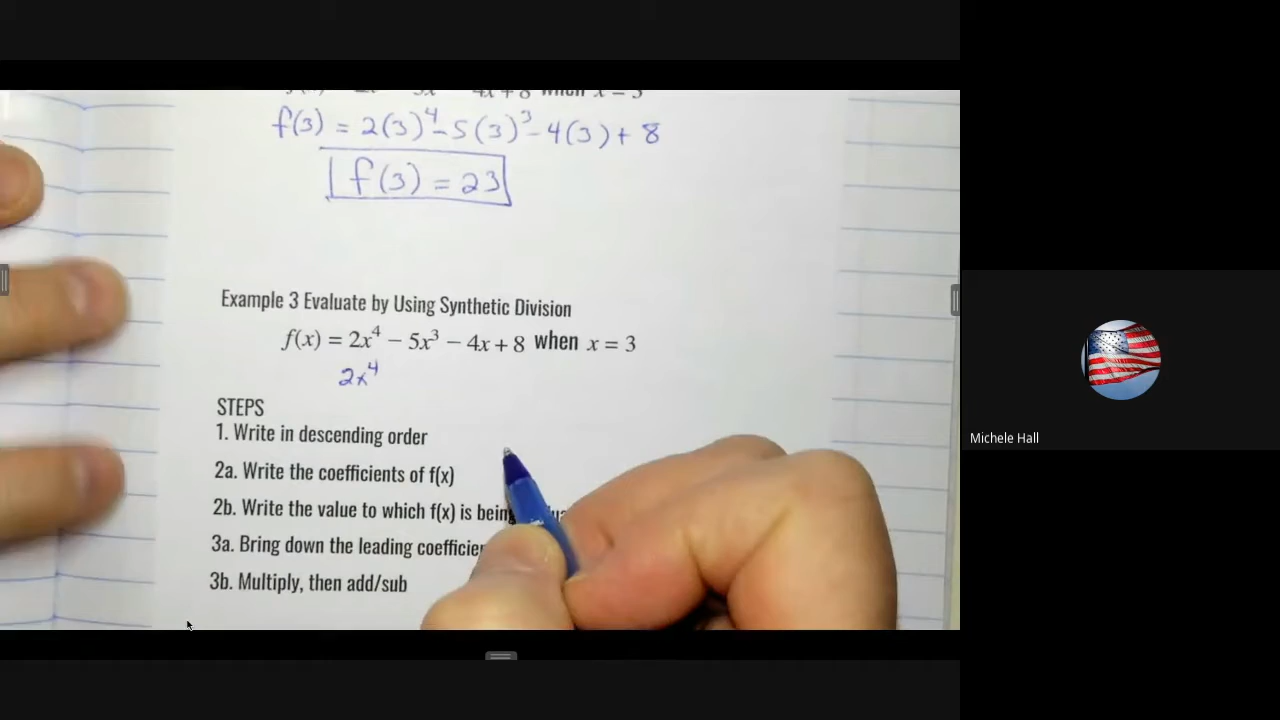 f(3) = 2(3)⁴ - 5(3)³ - 4(3) + 8
f(3) = 23
Example 3 Evaluate by Using Synthetic Division
f(x) = 2x⁴ − 5x³ − 4x + 8 when x = 3
2x⁴
STEPS
1. Write in descending order
2a. Write the coefficients of f(x)
2b. Write the value to which f(x) is being
3a. Bring down the leading
3b. Multiply, then add/sub
Michele Hall